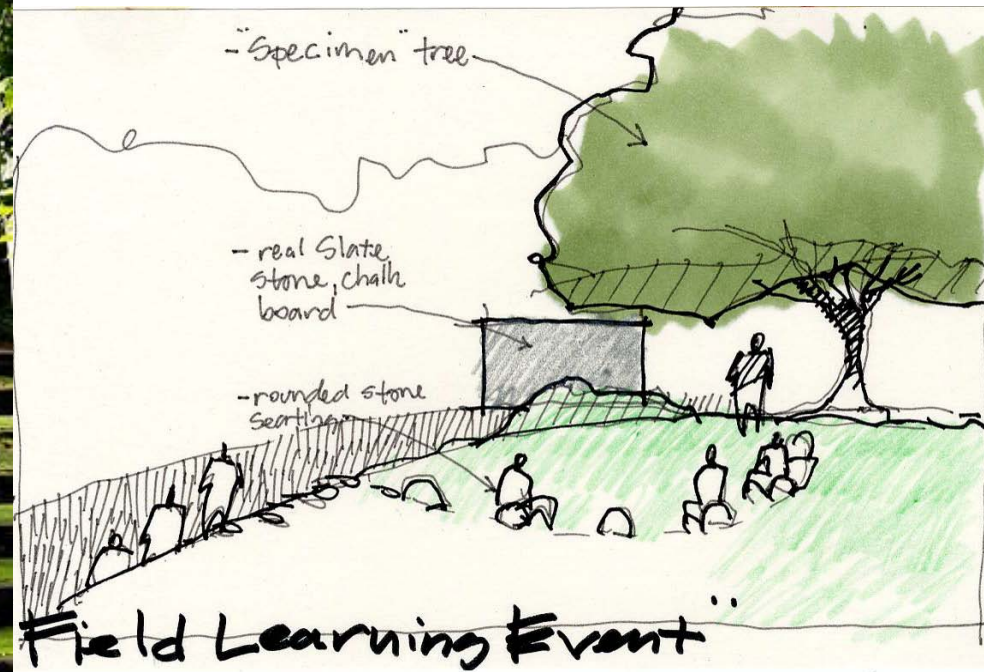 -"Specimen" tree
- real Slate
stone, chalk
board
- rounded stone
seating
Field Learning Event"